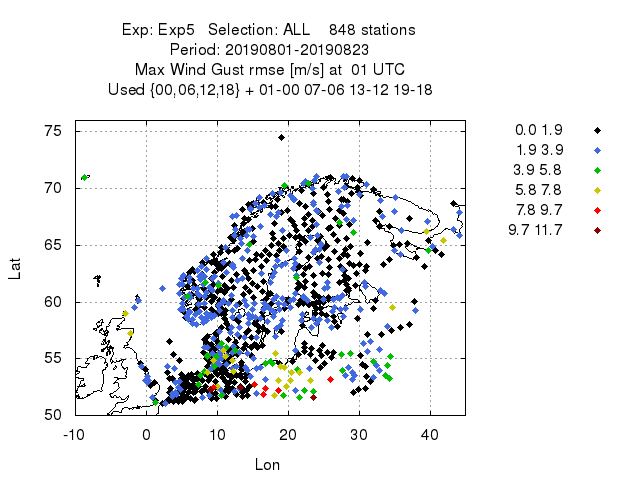 Exp: Exp5 Selection: ALL 848 stations
Period: 20190801-20190823
Max Wind Gust rmse [m/s] at 01 UTC
Used {00,06,12,18} + 01-00 07-06 13-12 19-18
0.0 1.9
1.9 3.9
3.9 5.8
5.8 7.8
7.8 9.7
9.7 11.7
75
70
65
60
55
50
Lat
-10 0 10 20 30 40
Lon